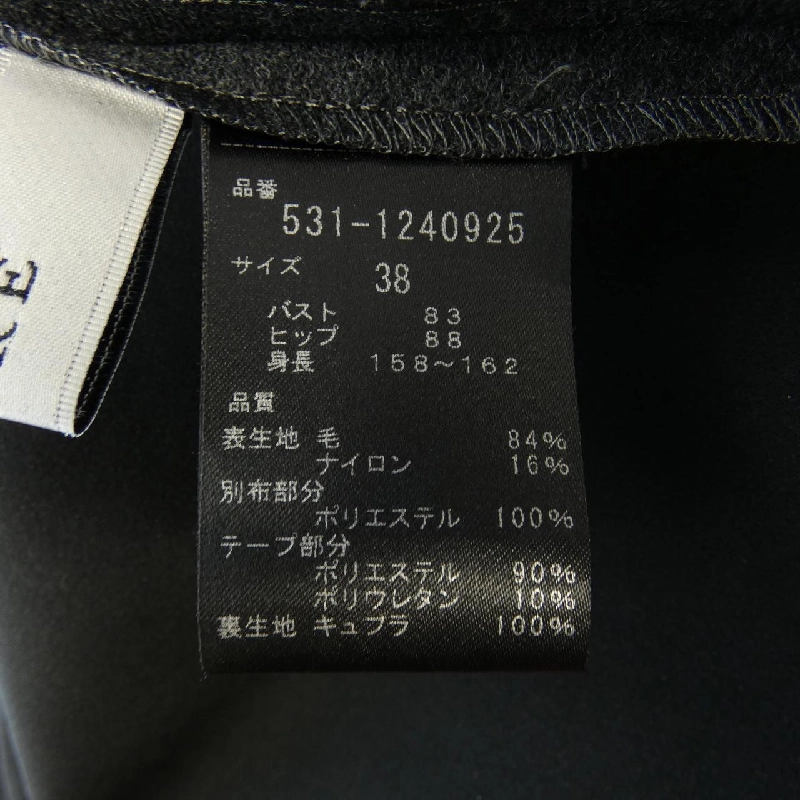 品番
531-1240925
サイズ 38
バスト 83
ヒップ 88
身長 158～162
品質
表生地 毛 84%
ナイロン 16%
別布部分
ポリエステル 100%
テープ部分
ポリエステル 90%
ポリウレタン 10%
裏生地 キュプラ 100%